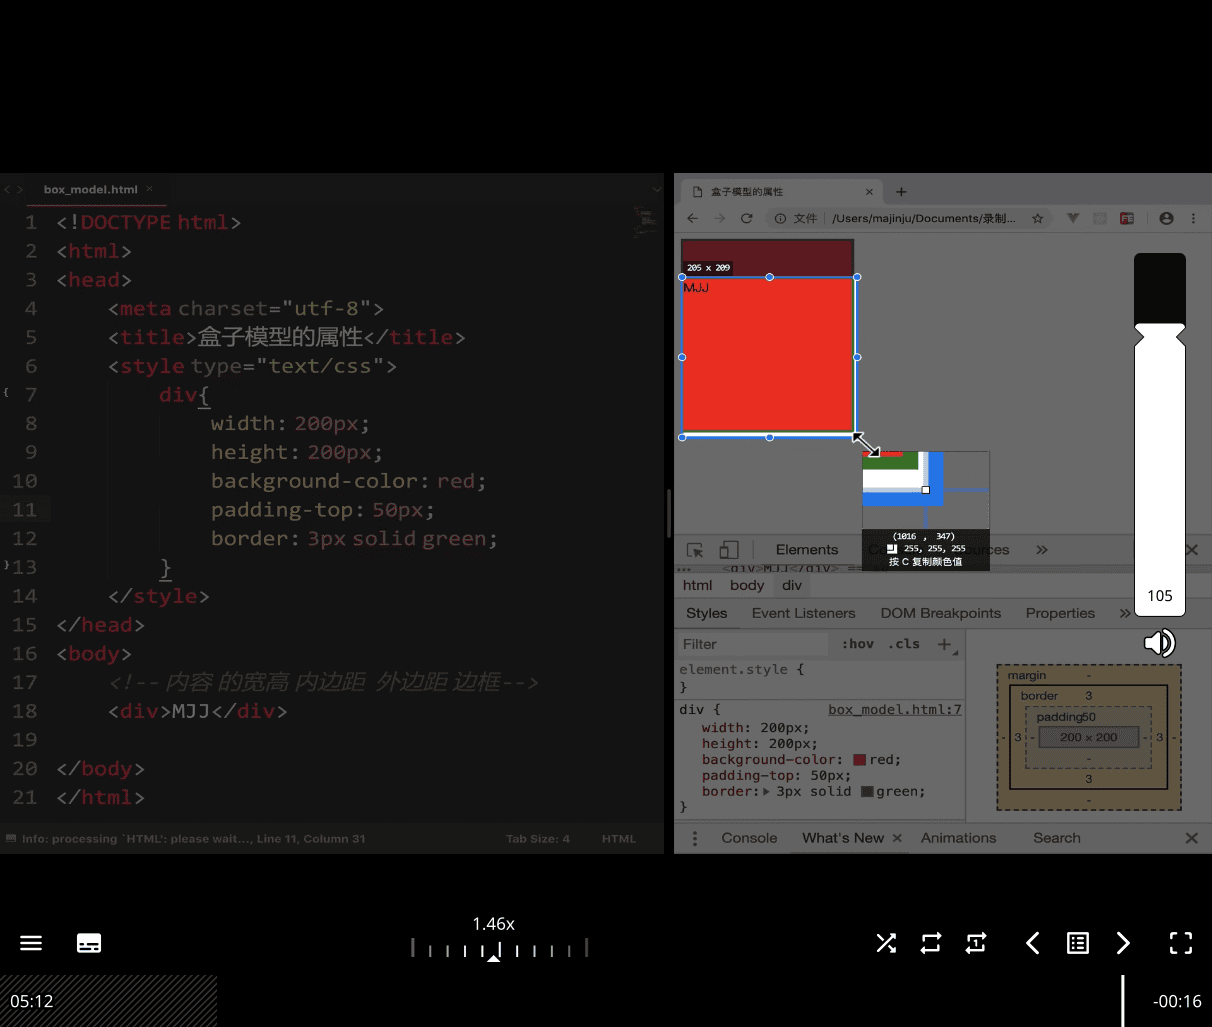 box_model.html ×
1 <!DOCTYPE html>
2 <html>
3 <head>
4 <meta charset="utf-8">
5 <title>盒子模型的属性</title>
6 <style type="text/css">
7 div{
8 width: 200px;
9 height: 200px;
10 background-color: red;
11 padding-top: 50px;
12 border: 3px solid green;
13 }
14 </style>
15 </head>
16 <body>
17 <!-- 内容 的宽高 内边距 外边距 边框-->
18 <div>MJJ</div>
19
20 </body>
21 </html>
Info: processing `HTML': please wait..., Line 11, Column 31
Tab Size: 4
HTML
盒子模型的属性
文件 | /Users/majinju/Documents/录制...
FE
205 x 209
MJJ
(1016 , 347)
255, 255, 255
按 C 复制颜色值
Elements
<div>MJJ</div>
html body div
Styles Event Listeners DOM Breakpoints Properties »
Filter :hov .cls +
element.style {
}
div { box_model.html:7
width: 200px;
height: 200px;
background-color: red;
padding-top: 50px;
border: 3px solid green;
}
margin -
border 3
padding50
- 3 - 200 × 200 - 3 -
-
3
-
Console What's New × Animations Search
105
1.46x
1
05:12
-00:16